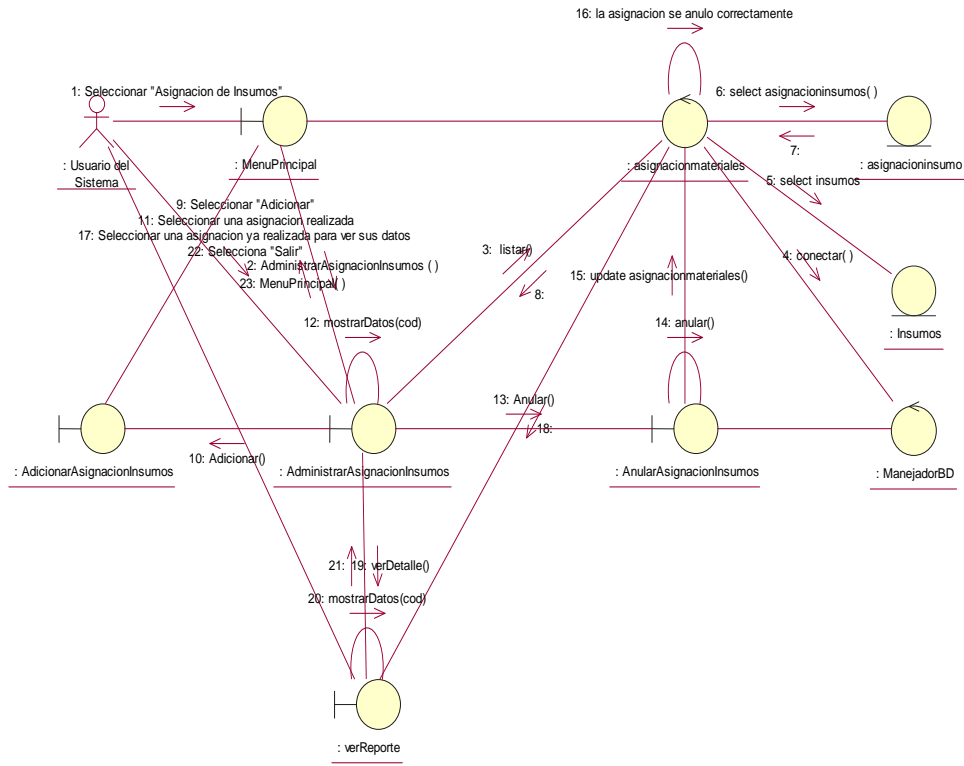 16: la asignacion se anulo correctamente
1: Seleccionar "Asignacion de Insumos"
6: select asignacioninsumos( )
7:
: Usuario del
Sistema
: MenuPrincipal
: asignacionmateriales
: asignacioninsumo
5: select insumos
9: Seleccionar "Adicionar"
11: Seleccionar una asignacion realizada
17: Seleccionar una asignacion ya realizada para ver sus datos
22: Selecciona "Salir"
2: AdministrarAsignacionInsumos ( )
23: MenuPrincipal( )
3: listar()
4: conectar( )
15: update asignacionmateriales()
8:
12: mostrarDatos(cod)
14: anular()
: Insumos
13: Anular()
18:
10: Adicionar()
: AdicionarAsignacionInsumos
: AdministrarAsignacionInsumos
: AnularAsignacionInsumos
: ManejadorBD
21:
19: verDetalle()
20: mostrarDatos(cod)
: verReporte